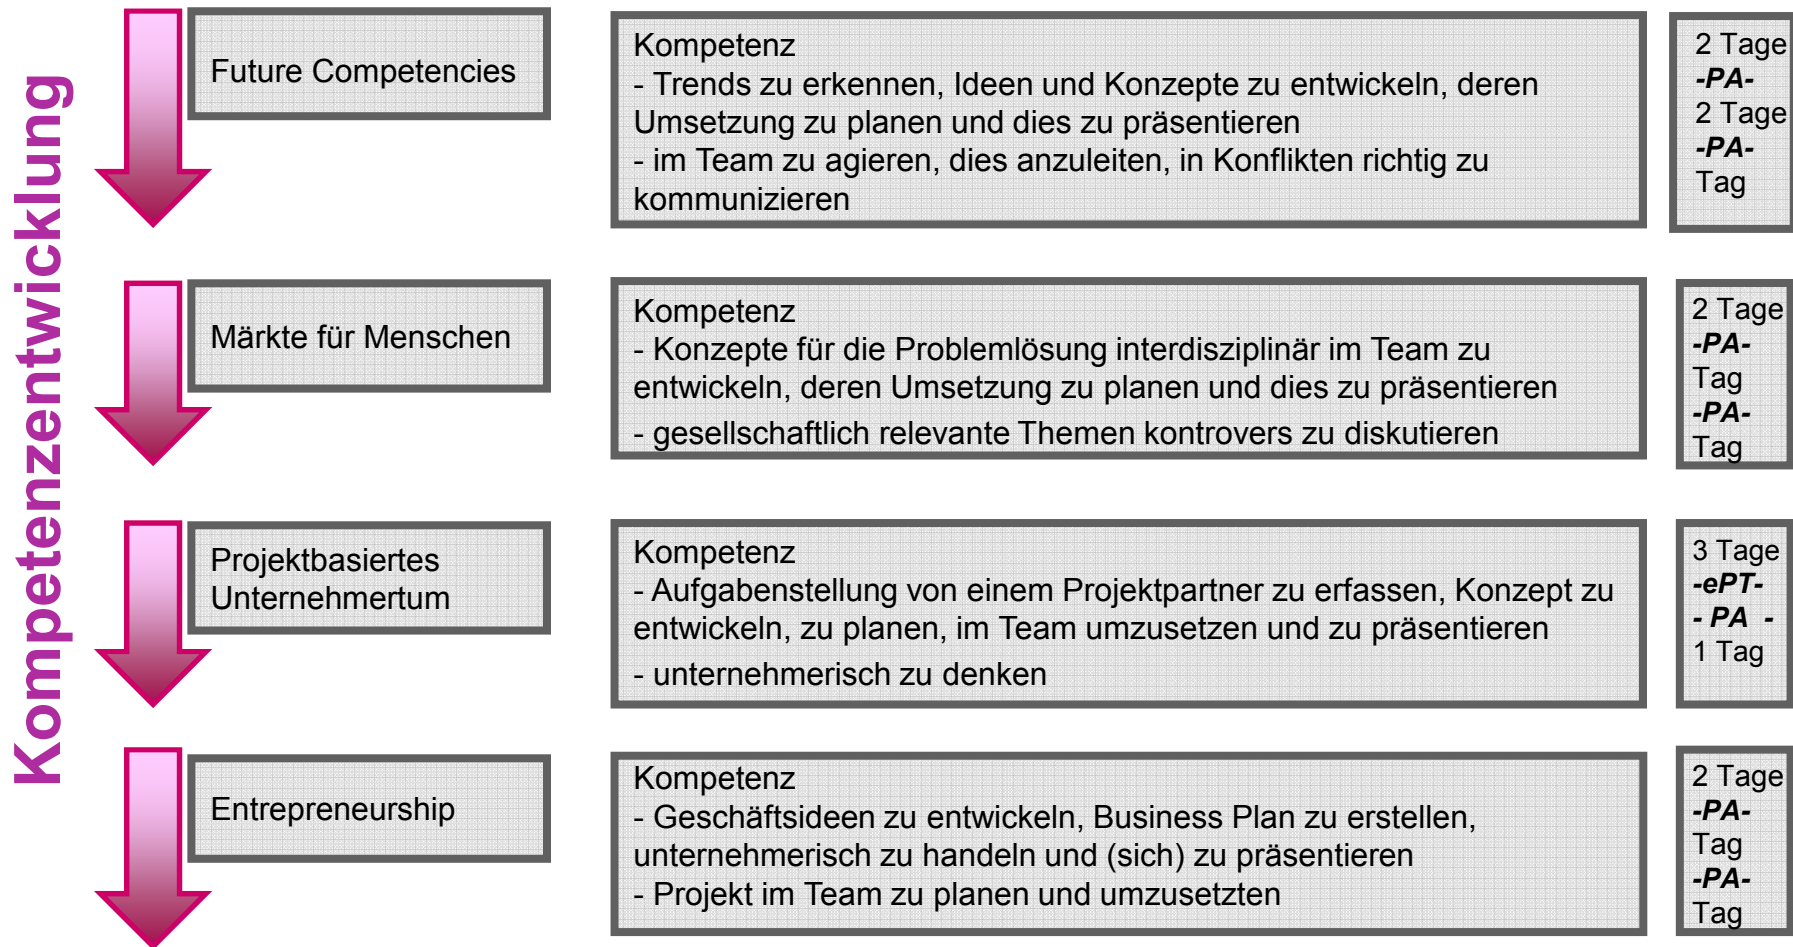 Kompetenzentwicklung
Future Competencies
Kompetenz
- Trends zu erkennen, Ideen und Konzepte zu entwickeln, deren
Umsetzung zu planen und dies zu präsentieren
- im Team zu agieren, dies anzuleiten, in Konflikten richtig zu
kommunizieren
2 Tage
-PA-
2 Tage
-PA-
Tag
Märkte für Menschen
Kompetenz
- Konzepte für die Problemlösung interdisziplinär im Team zu
entwickeln, deren Umsetzung zu planen und dies zu präsentieren
- gesellschaftlich relevante Themen kontrovers zu diskutieren
2 Tage
-PA-
Tag
-PA-
Tag
Projektbasiertes
Unternehmertum
Kompetenz
- Aufgabenstellung von einem Projektpartner zu erfassen, Konzept zu
entwickeln, zu planen, im Team umzusetzen und zu präsentieren
- unternehmerisch zu denken
3 Tage
-ePT-
- PA -
1 Tag
Entrepreneurship
Kompetenz
- Geschäftsideen zu entwickeln, Business Plan zu erstellen,
unternehmerisch zu handeln und (sich) zu präsentieren
- Projekt im Team zu planen und umzusetzten
2 Tage
-PA-
Tag
-PA-
Tag